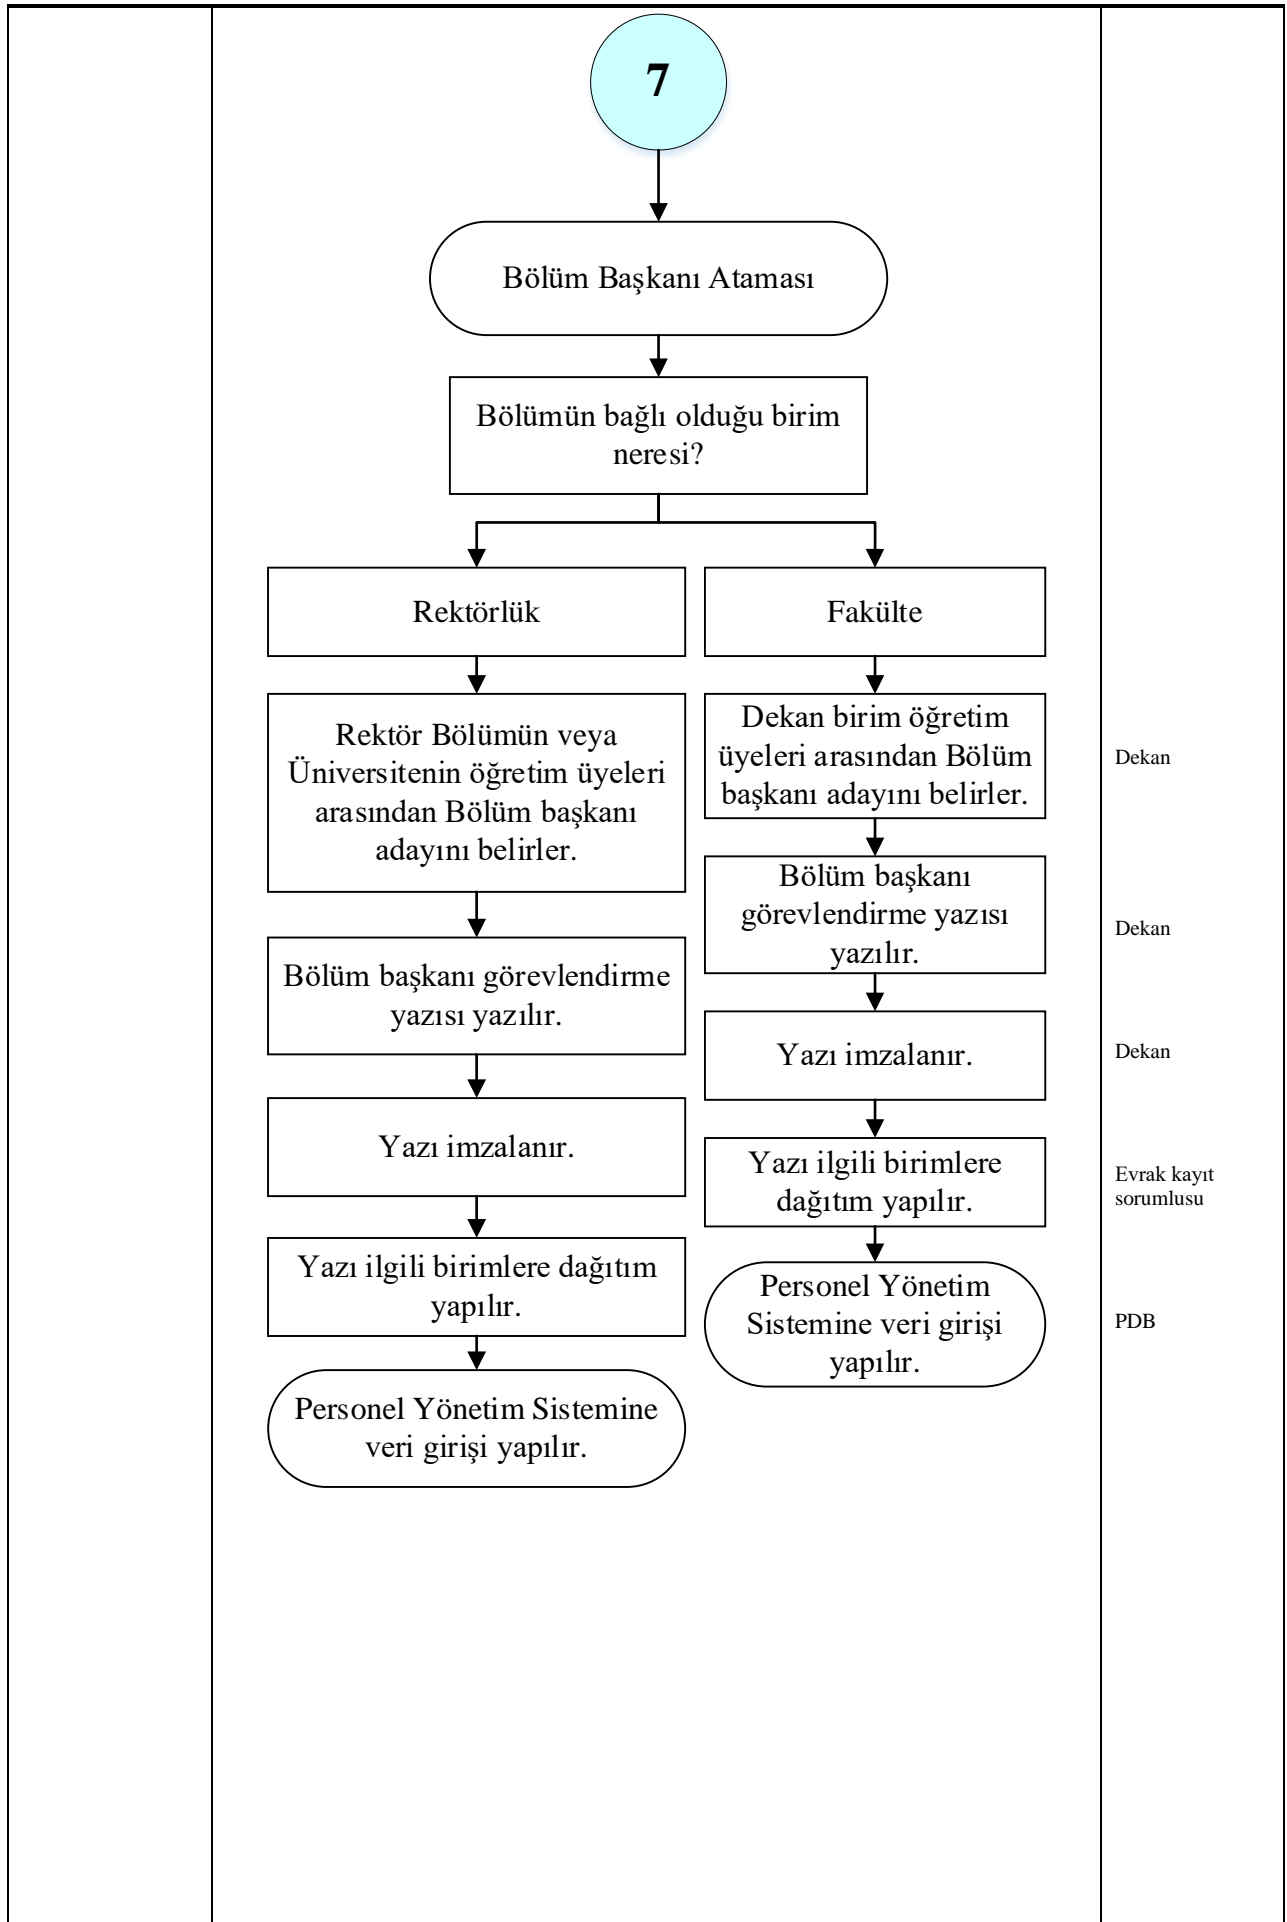 7
Bölüm Başkanı Ataması
Bölümün bağlı olduğu birim
neresi?
Rektörlük
Rektör Bölümün veya
Üniversitenin öğretim üyeleri
arasından Bölüm başkanı
adayını belirler.
Bölüm başkanı görevlendirme
yazısı yazılır.
Yazı imzalanır.
Yazı ilgili birimlere dağıtım
yapılır.
Personel Yönetim Sistemine
veri girişi yapılır.
Fakülte
Dekan birim öğretim
üyeleri arasından Bölüm
başkanı adayını belirler.
Bölüm başkanı
görevlendirme yazısı
yazılır.
Yazı imzalanır.
Yazı ilgili birimlere
dağıtım yapılır.
Personel Yönetim
Sistemine veri girişi
yapılır.
Dekan
Dekan
Dekan
Evrak kayıt
sorumlusu
PDB